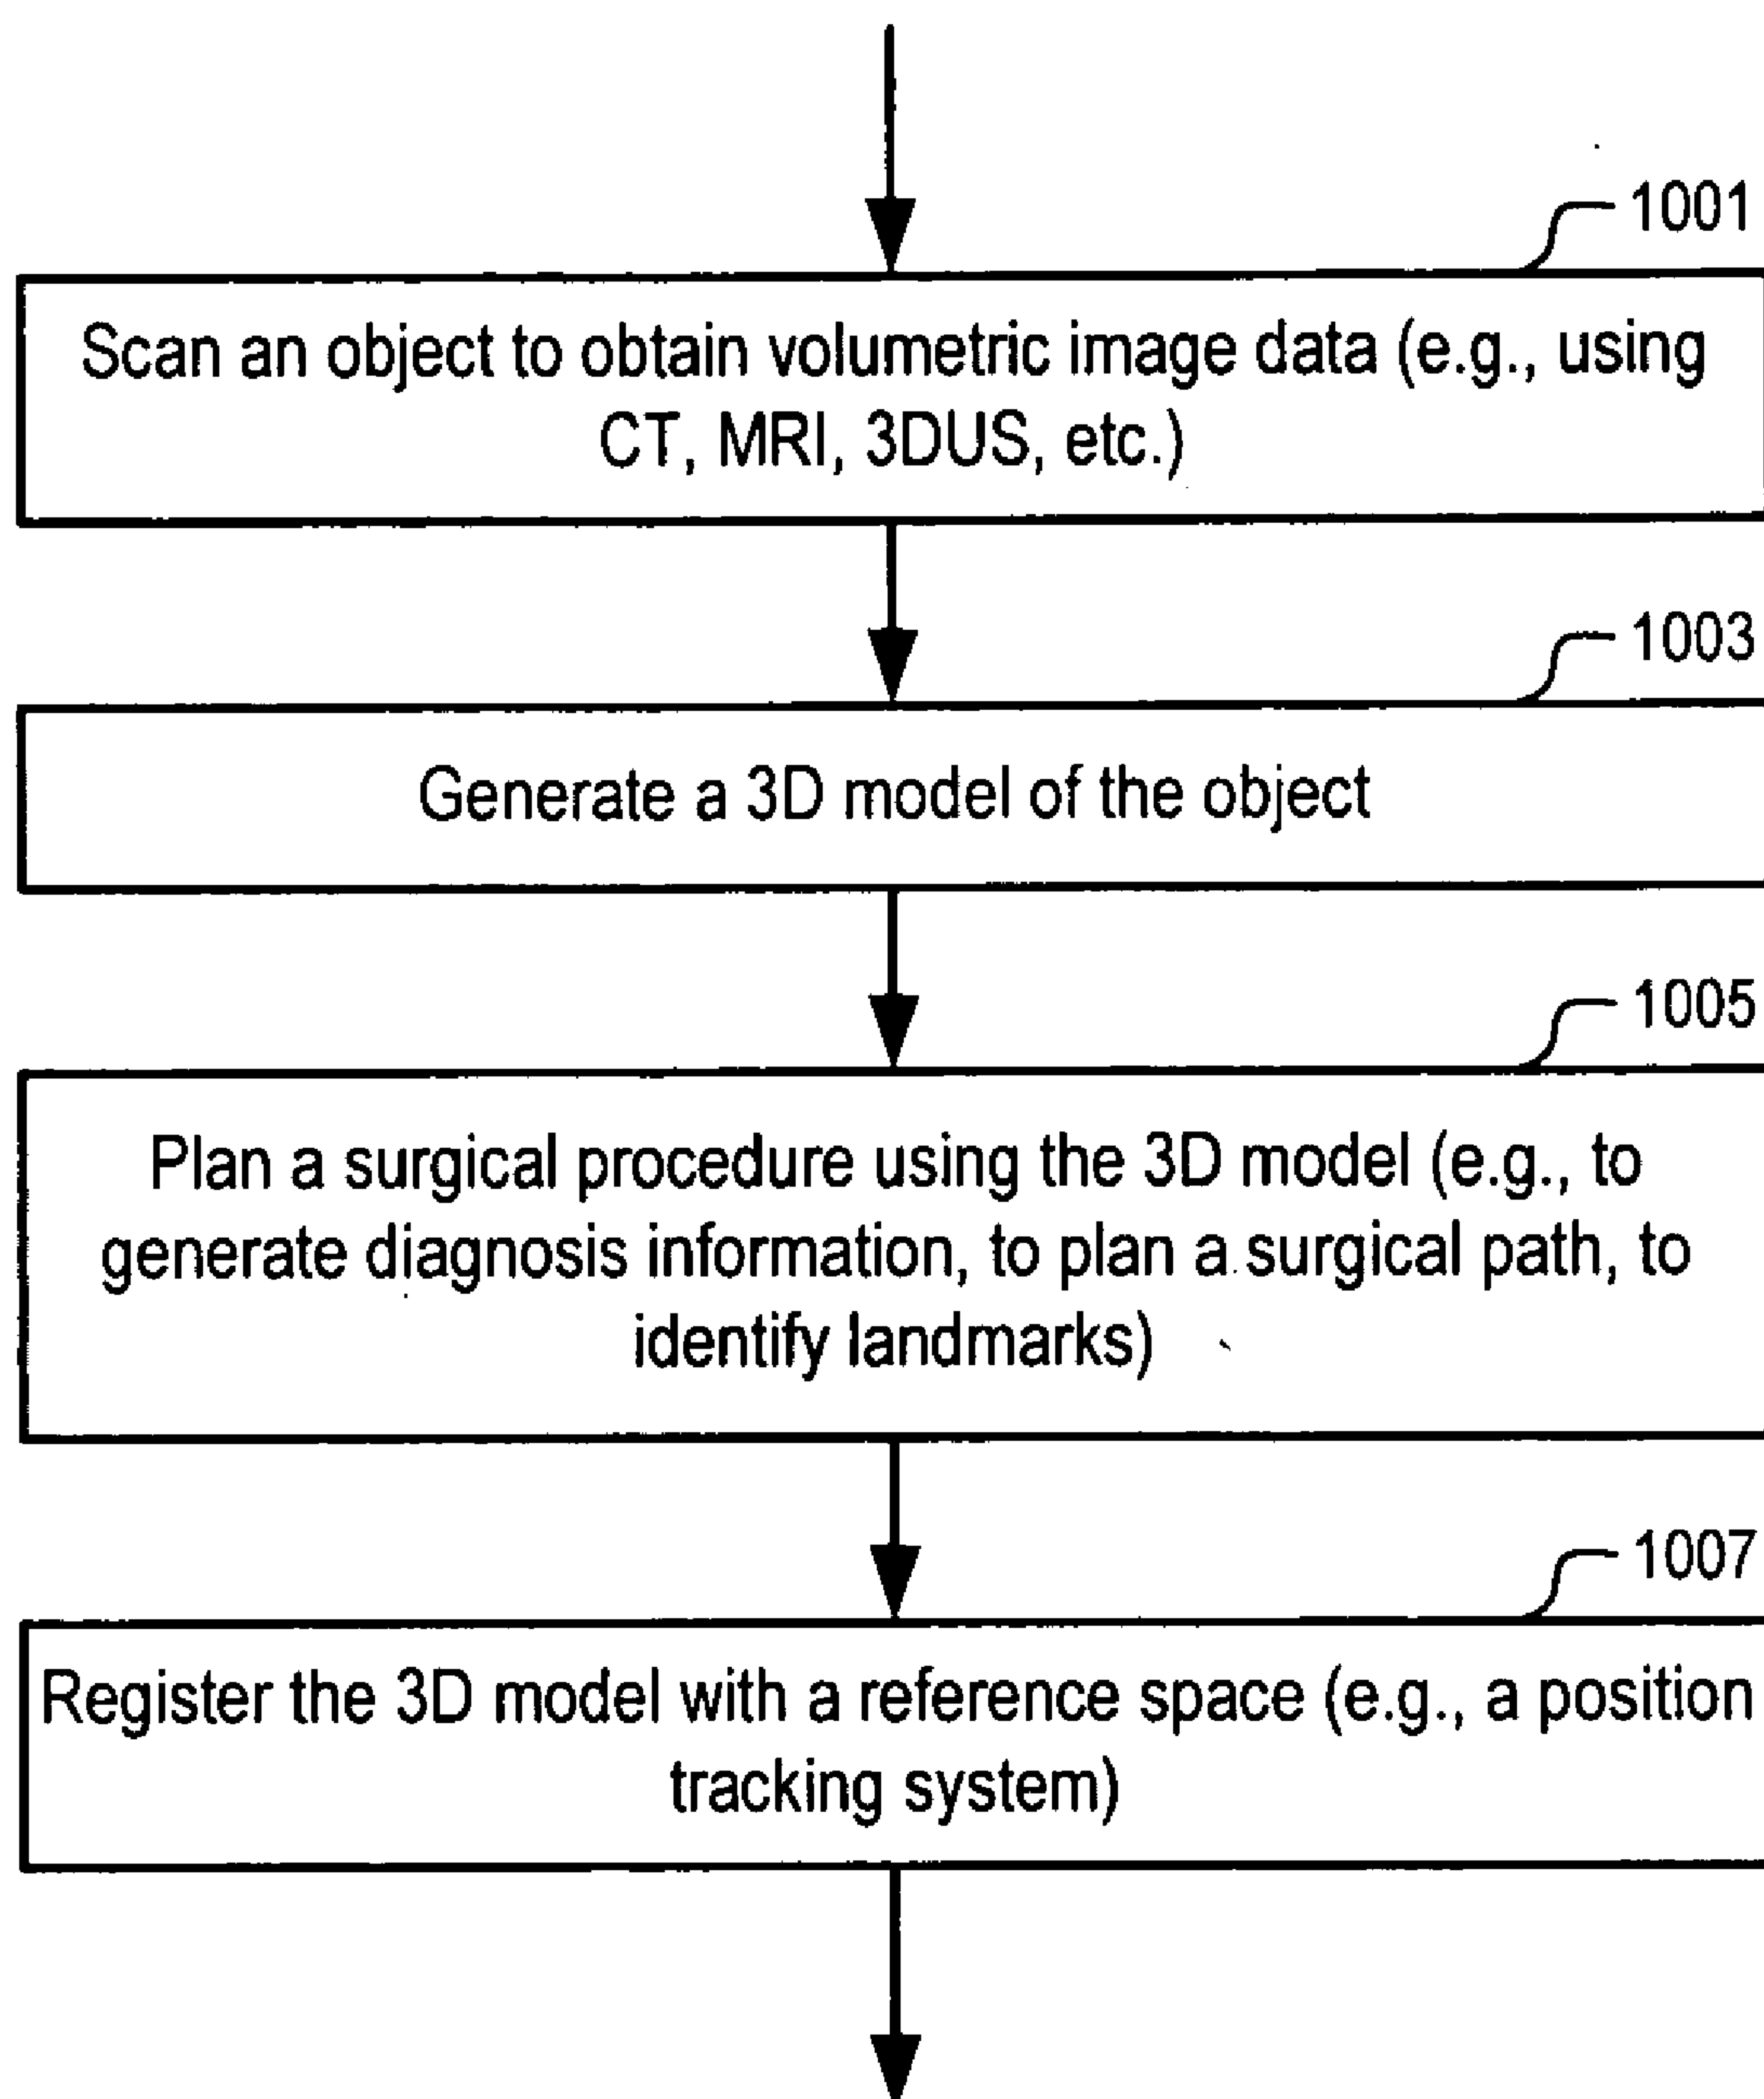 1001
Scan an object to obtain volumetric image data (e.g., using
CT, MRI, 3DUS, etc.)
1003
Generate a 3D model of the object
1005
Plan a surgical procedure using the 3D model (e.g., to
generate diagnosis information, to plan a surgical path, to
identify landmarks)
1007
Register the 3D model with a reference space (e.g., a position
tracking system)